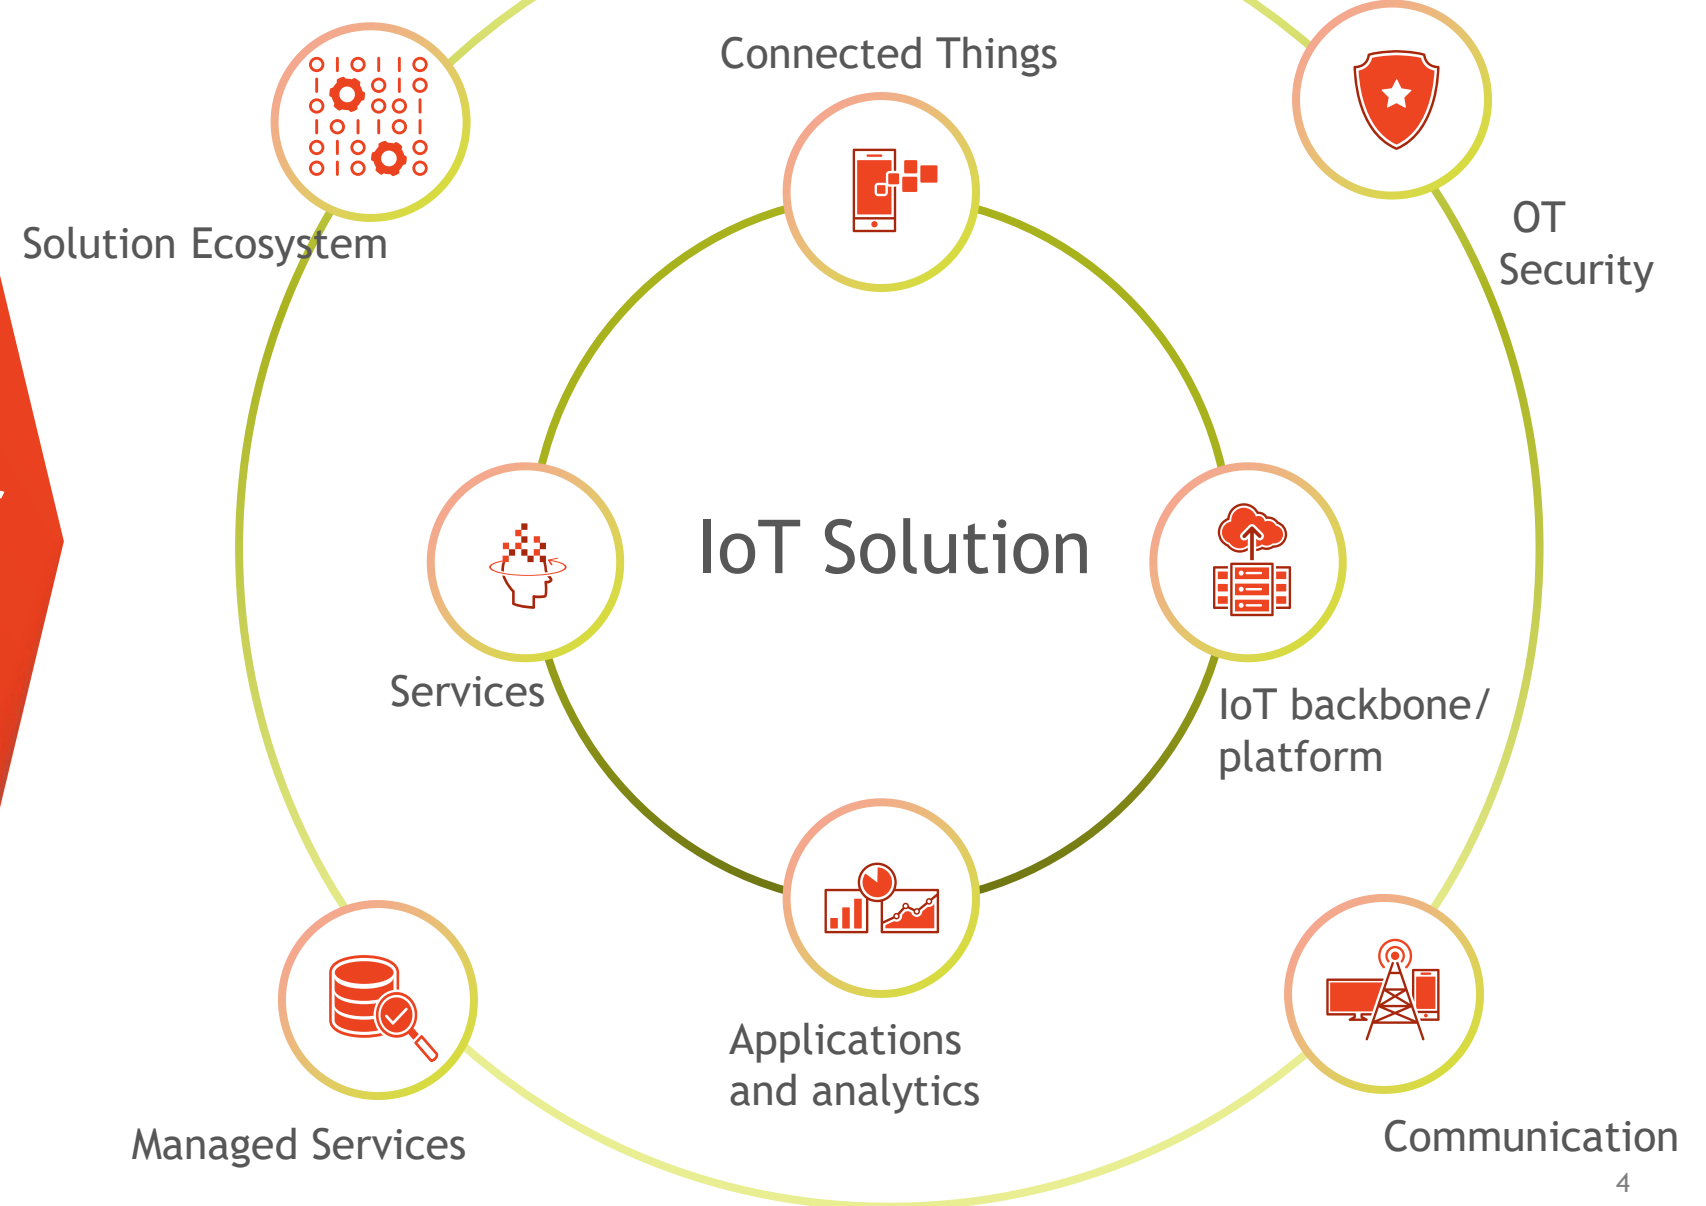 Connected Things
OT
Security
Solution Ecosystem
IoT Solution
Services
IoT backbone/
platform
Applications
and analytics
Managed Services
Communication
4